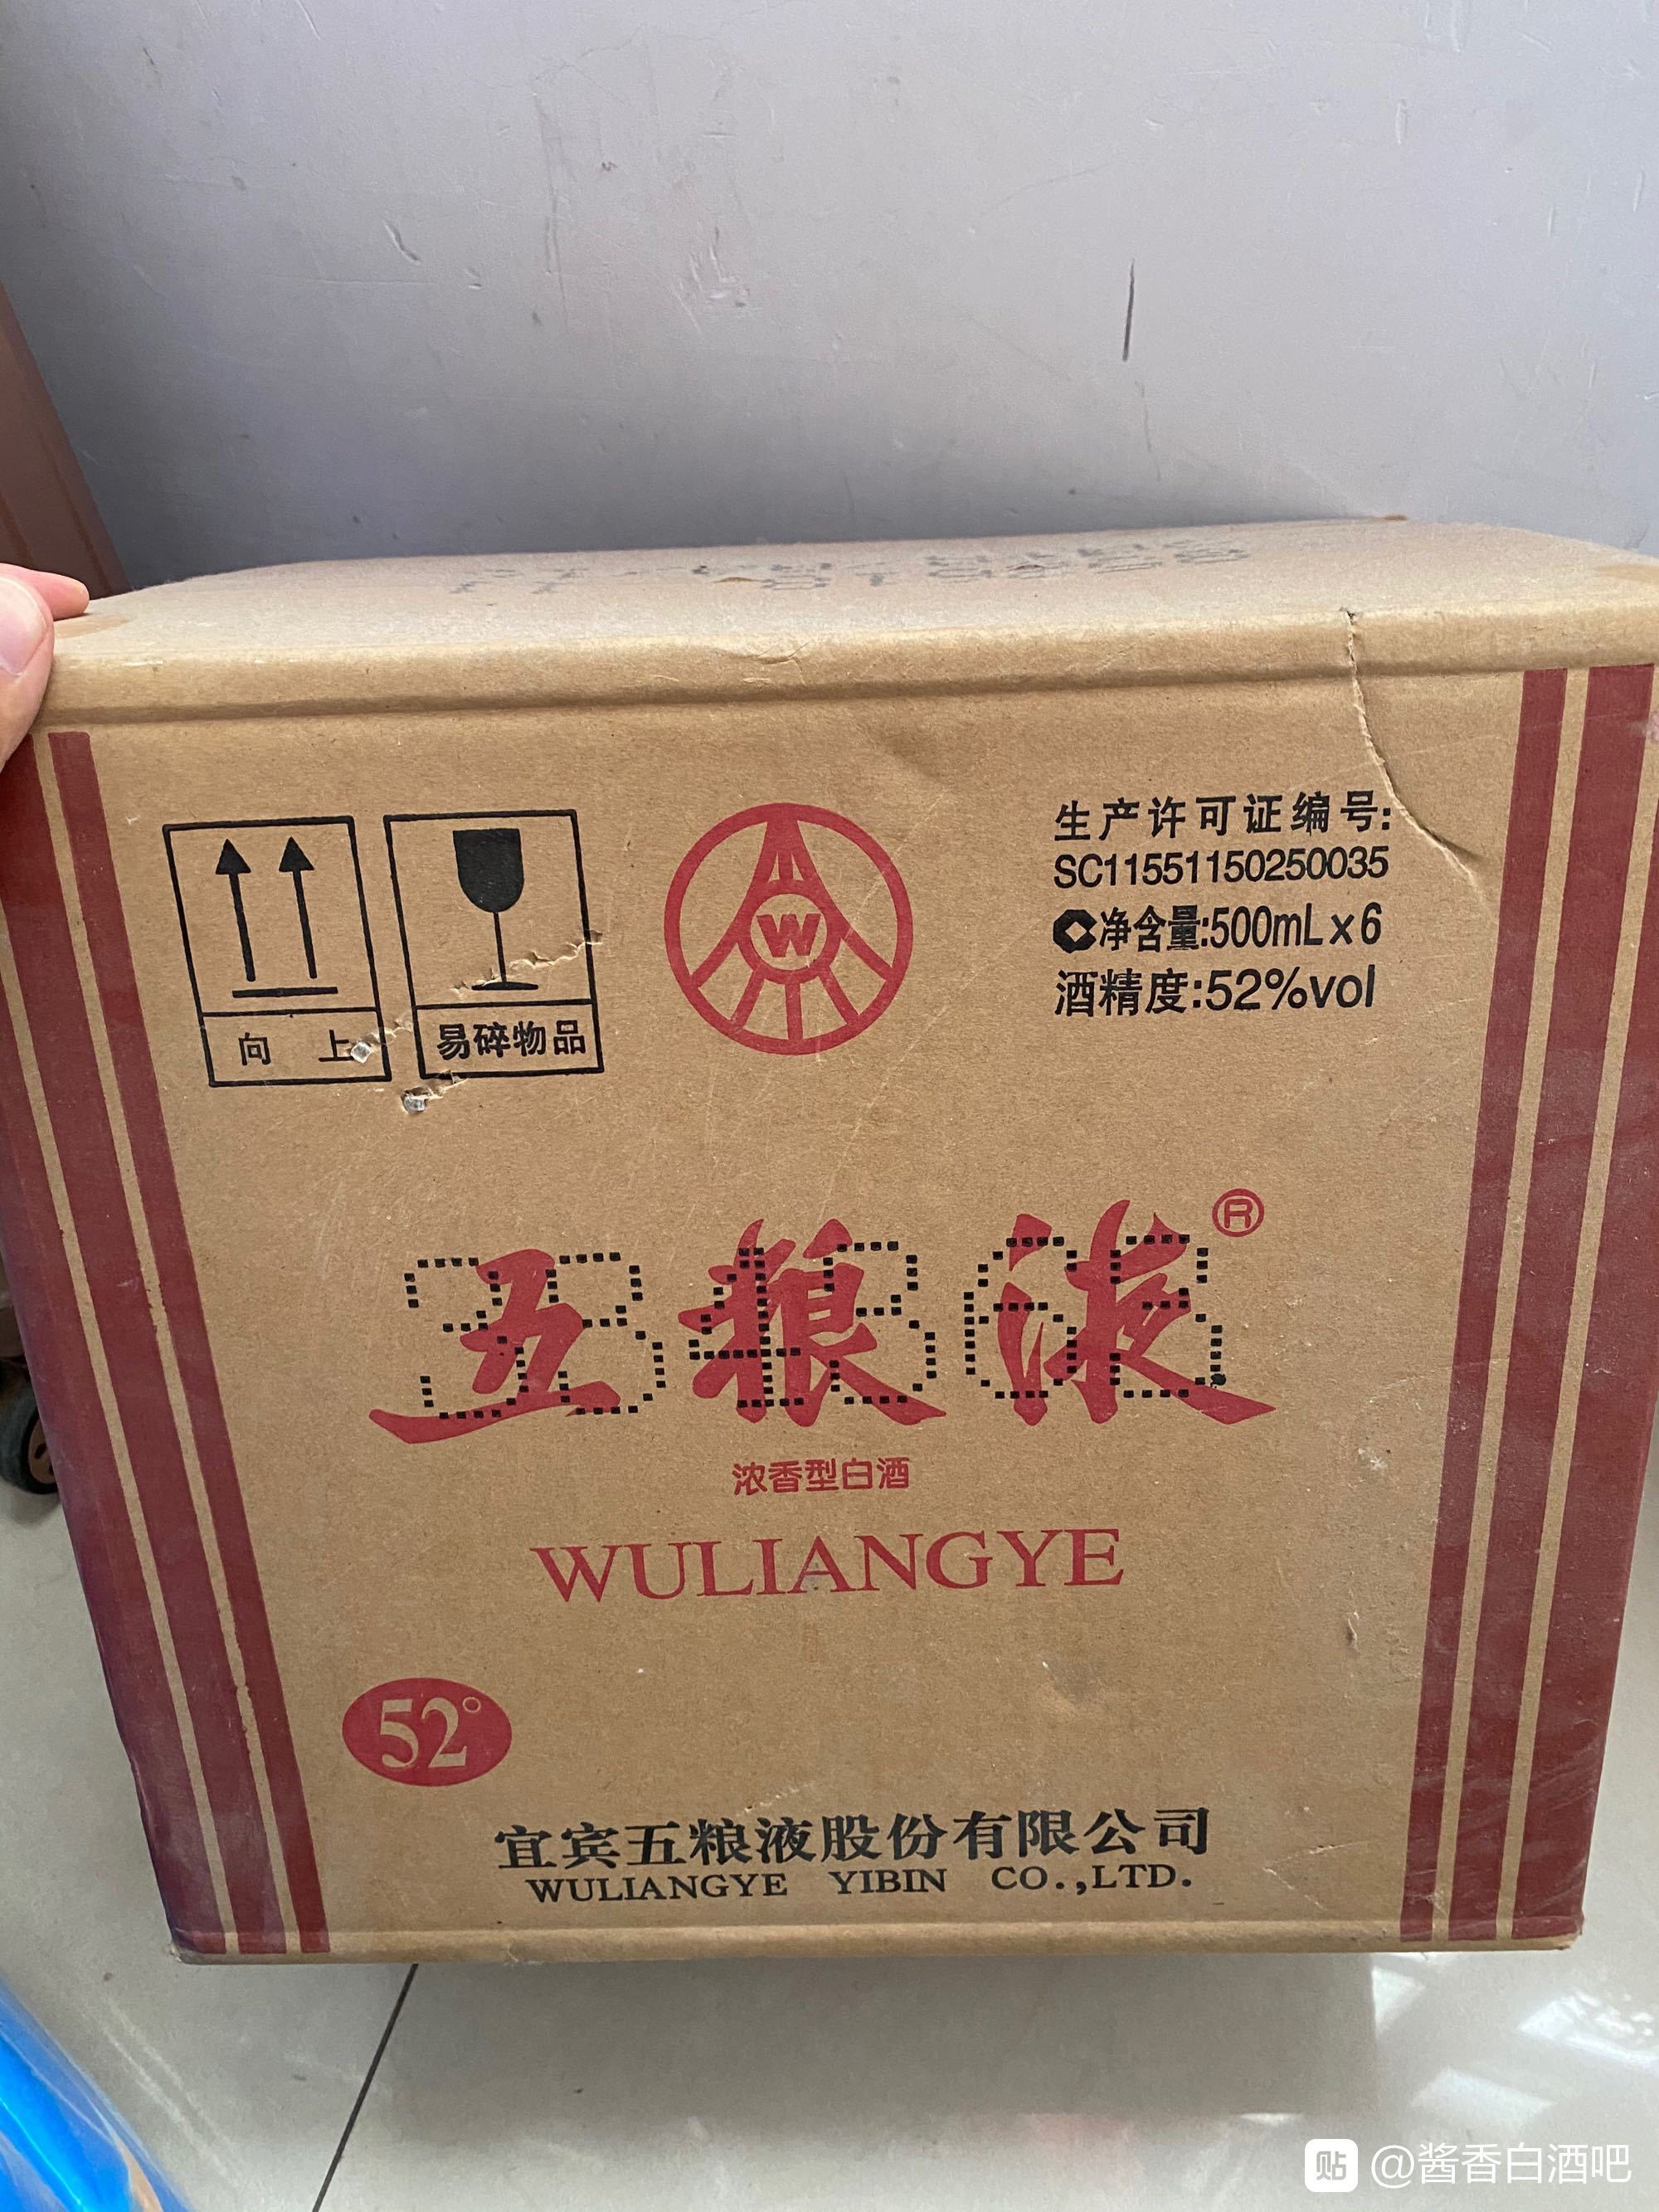 生产许可证编号:
SC11551150250035
净含量:500mL×6
酒精度:52%vol
向 上
易碎物品
W
五粮液®
浓香型白酒
WULIANGYE
52°
宜宾五粮液股份有限公司
WULIANGYE YIBIN CO.,LTD.
贴 @酱香白酒吧